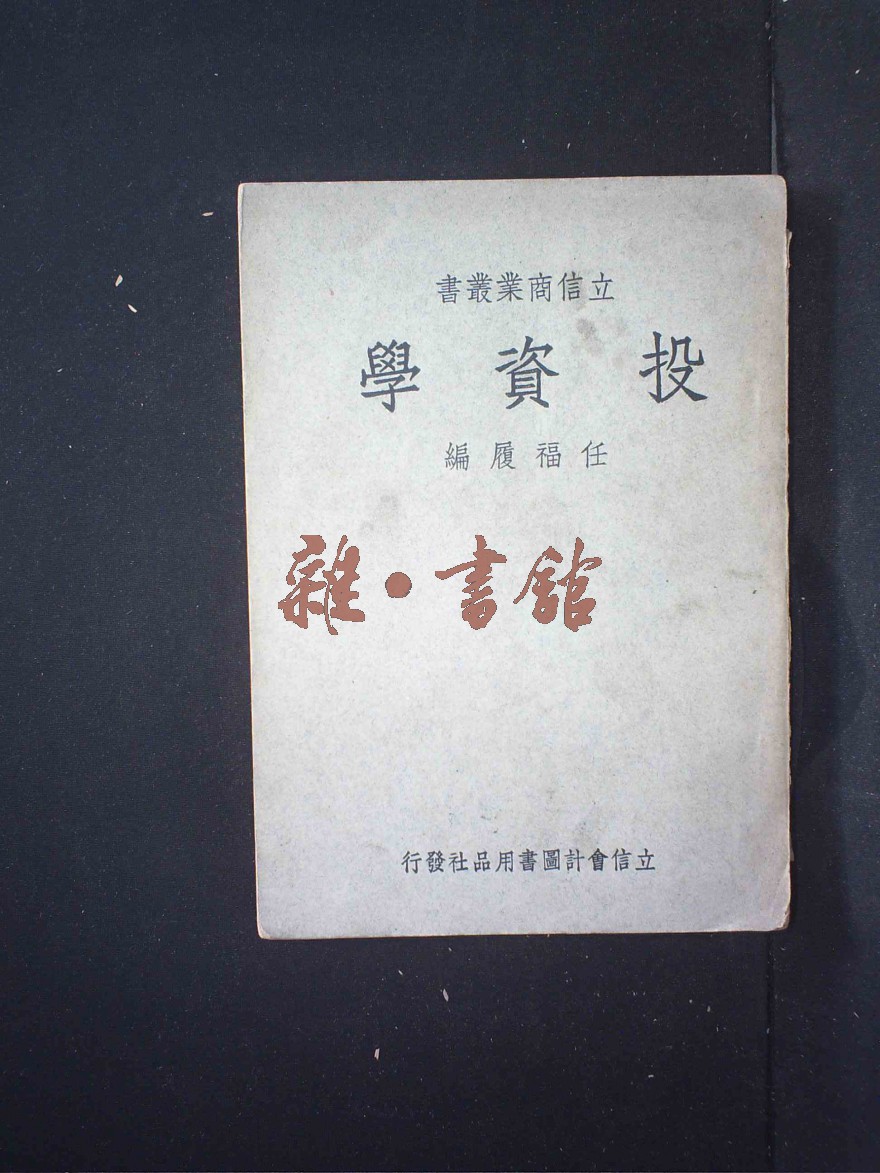 立信商業叢書
投資學
任福履編
雜·書館
立信會計圖書用品社發行